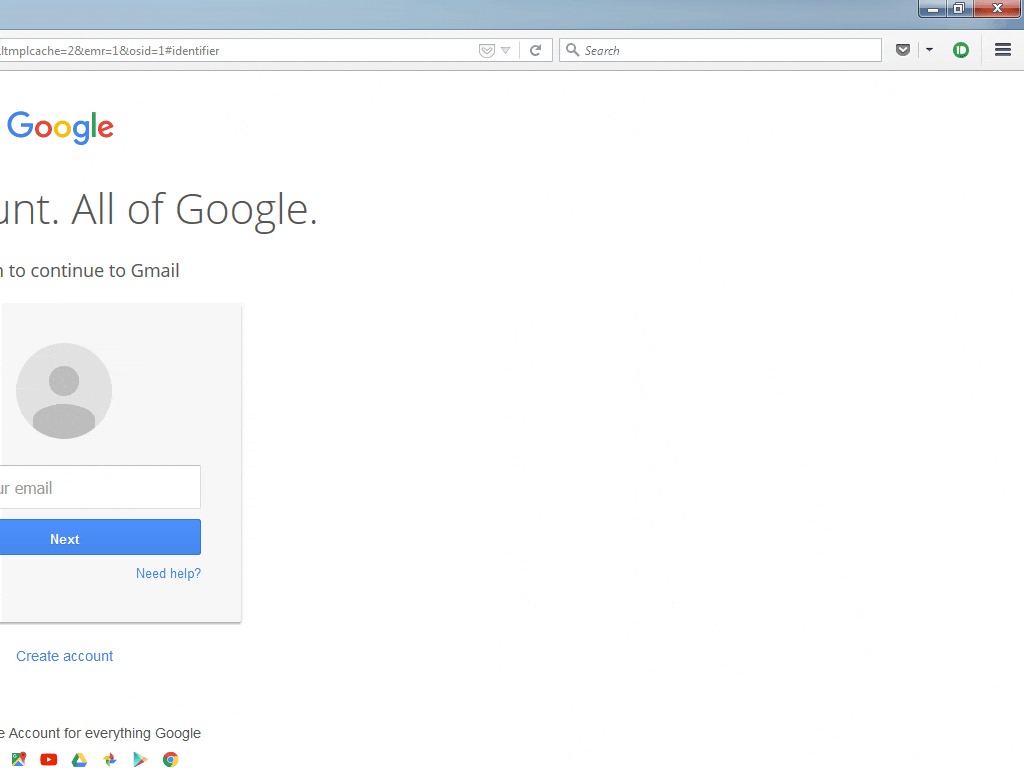 ltmplcache=2&emr=1&osid=1#identifier
Search
Google
unt. All of Google.
to continue to Gmail
ur email
Next
Need help?
Create account
e Account for everything Google